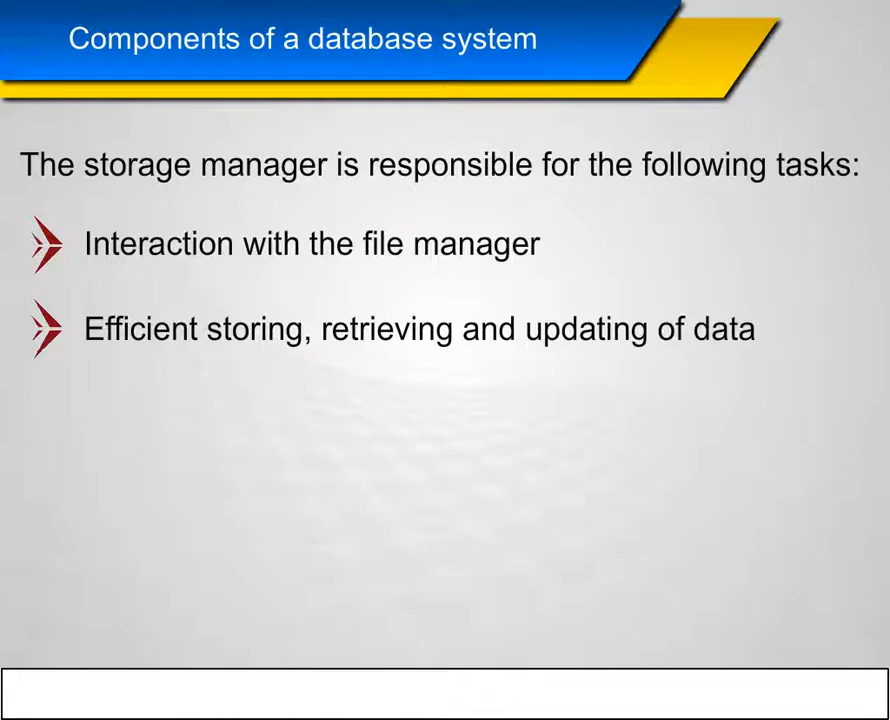 Components of a database system
The storage manager is responsible for the following tasks:
Interaction with the file manager
Efficient storing, retrieving and updating of data